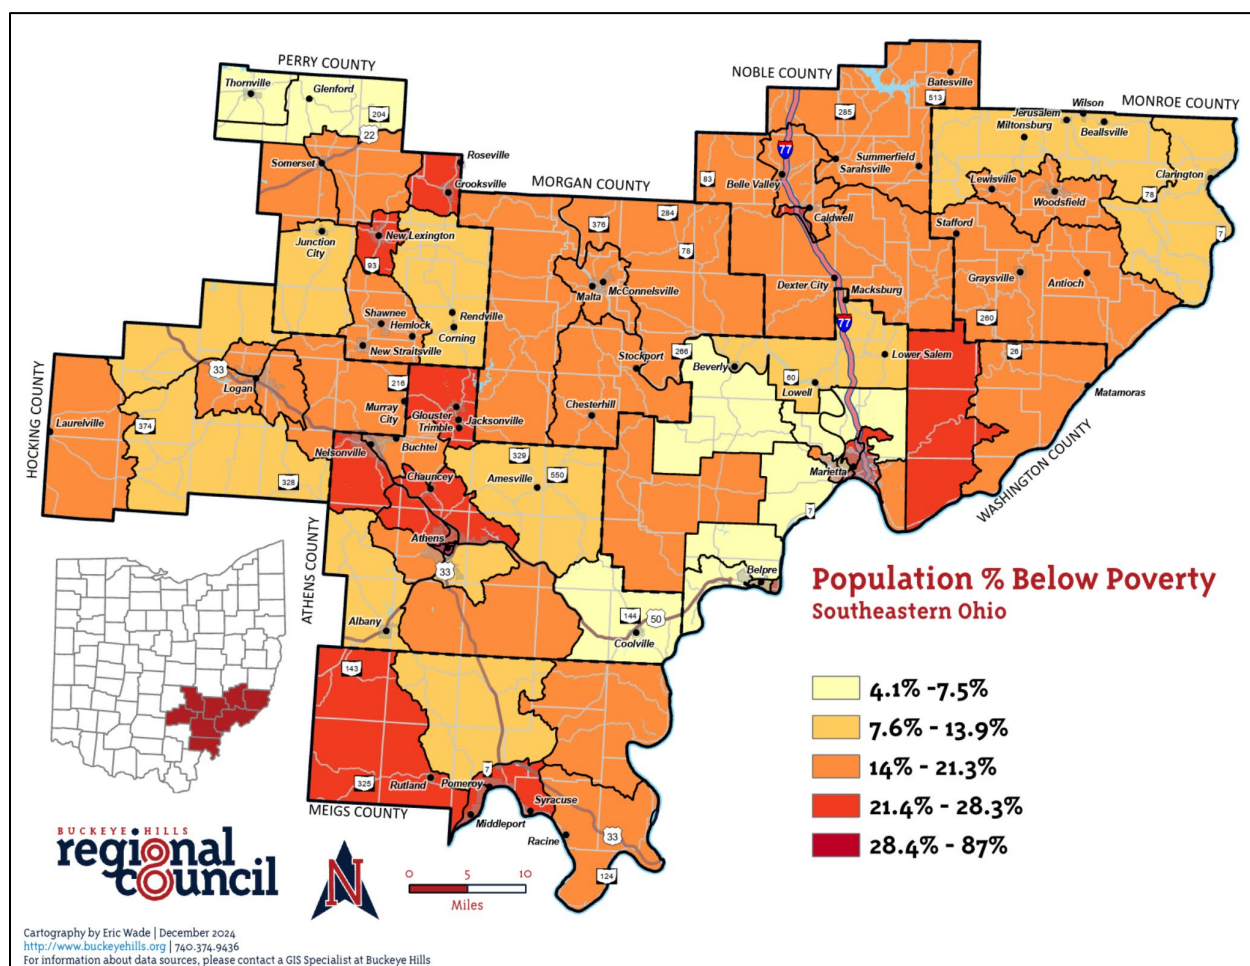 PERRY COUNTY
NOBLE COUNTY
MONROE COUNTY
MORGAN COUNTY
HOCKING COUNTY
ATHENS COUNTY
WASHINGTON COUNTY
MEIGS COUNTY
Thornville
Glenford
204
22
Somerset
Roseville
Crooksville
New Lexington
Junction
City
93
Shawnee
Hemlock
New Straitsville
Rendville
Corning
Batesville
513
285
77
83
Belle Valley
Summerfield
Sarahsville
Caldwell
Dexter City
Macksburg
Jerusalem
Wilson
Miltonsburg
Beallsville
Lewisville
Woodsfield
Clarington
78
7
Stafford
Graysville
Antioch
260
26
Matamoras
376
284
78
Malta
McConnelsville
Stockport
Chesterhill
266
Beverly
60
Lowell
77
Lower Salem
Marietta
7
Belpre
33
Logan
216
Murray
City
Laurelville
374
328
Glouster
Trimble
Jacksonville
Nelsonville
Buchtel
Chauncey
329
550
Amesville
Athens
33
Albany
144
50
Coolville
143
325
Rutland
Pomeroy
7
Syracuse
Middleport
Racine
33
124
Population % Below Poverty
Southeastern Ohio
4.1% -7.5%
7.6% - 13.9%
14% - 21.3%
21.4% - 28.3%
28.4% - 87%
BUCKEYE HILLS
regional
council
N
0 5 10
Miles
Cartography by Eric Wade | December 2024
http://www.buckeyehills.org | 740.374.9436
For information about data sources, please contact a GIS Specialist at Buckeye Hills